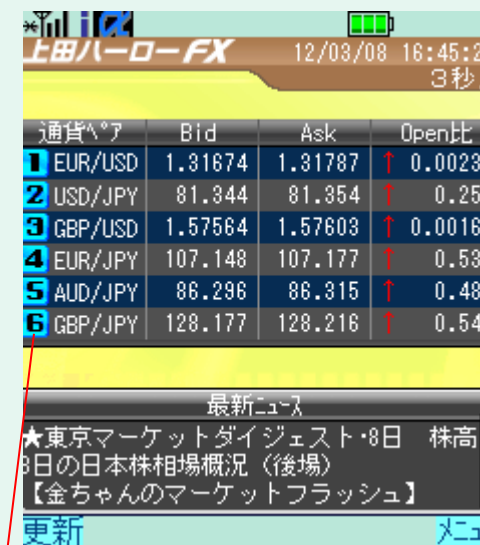 上田ハーローFX
12/03/08 16:45:2
3秒
通貨ペア Bid Ask Open比
1 EUR/USD 1.31674 1.31787 ↑ 0.0023
2 USD/JPY 81.344 81.354 ↑ 0.25
3 GBP/USD 1.57564 1.57603 ↑ 0.0016
4 EUR/JPY 107.148 107.177 ↑ 0.53
5 AUD/JPY 86.296 86.315 ↑ 0.48
6 GBP/JPY 128.177 128.216 ↑ 0.54
最新ニュース
★東京マーケットダイジェスト・8日 株高
8日の日本株相場概況（後場）
【金ちゃんのマーケットフラッシュ】
更新 メニュ